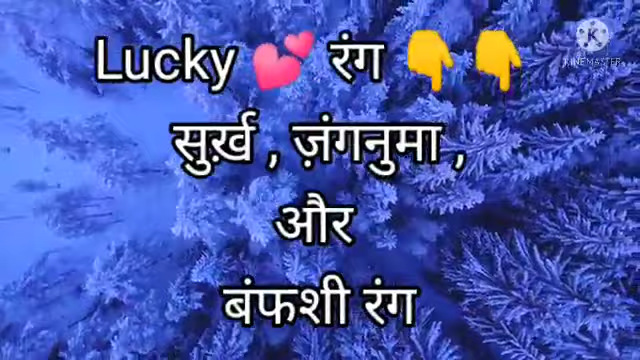 Lucky 💕 रंग 👇👇
सुर्ख़ , ज़ंगनुमा ,
और
बंफशी रंग
KINEMASTER